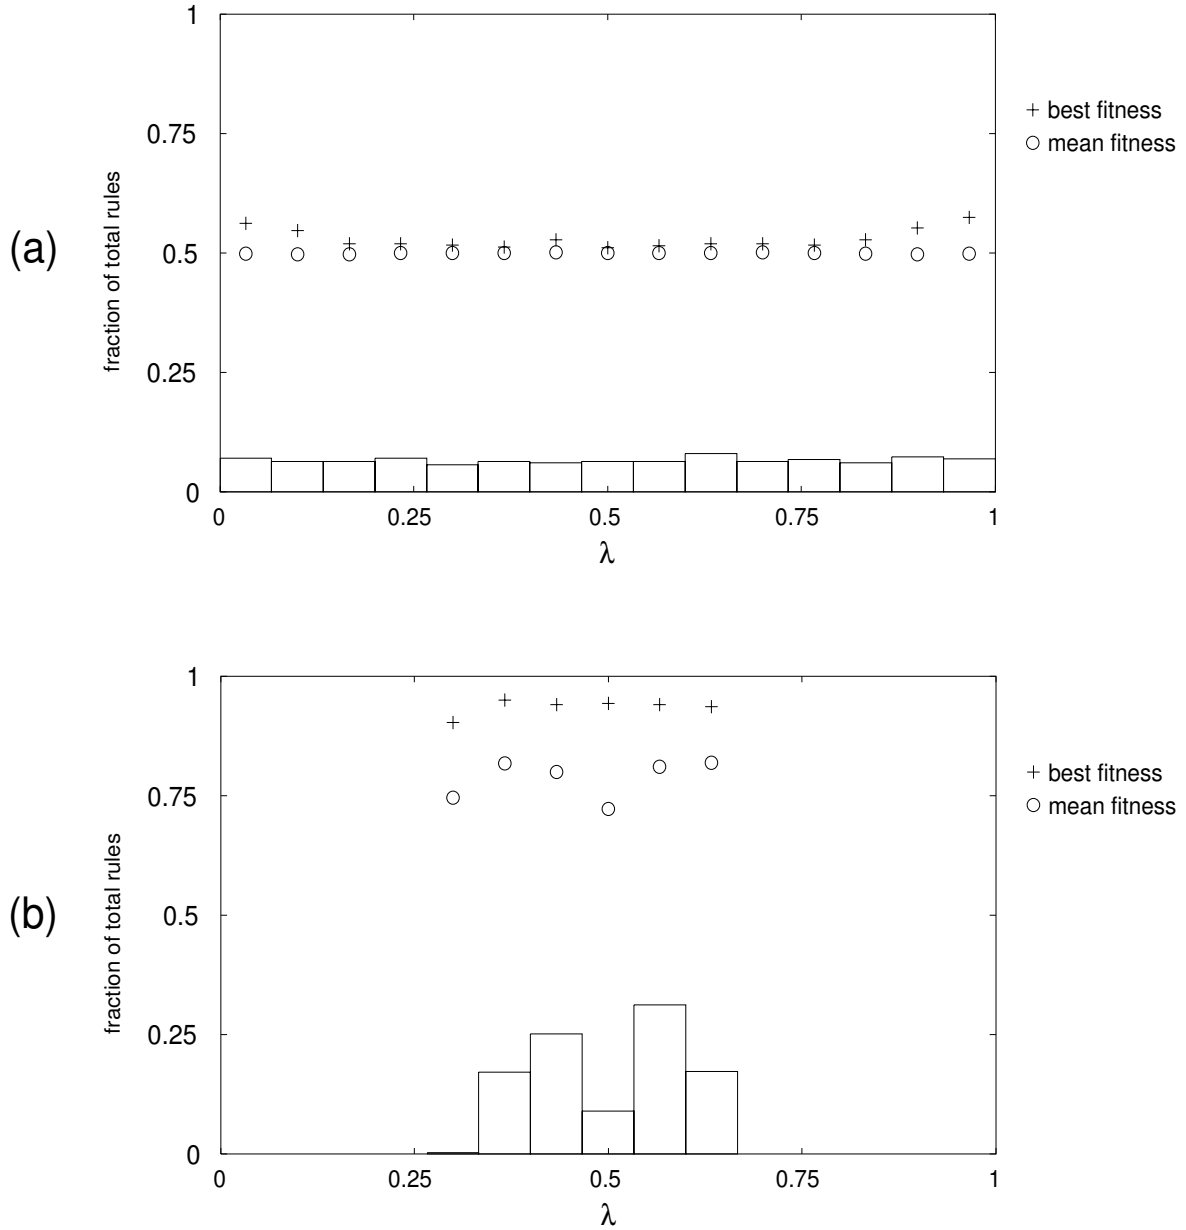 1
0.75
0.5
0.25
0
fraction of total rules
(a)
0 0.25 0.5 0.75 1
λ
+ best fitness
○ mean fitness
1
0.75
0.5
0.25
0
fraction of total rules
(b)
0 0.25 0.5 0.75 1
λ
+ best fitness
○ mean fitness